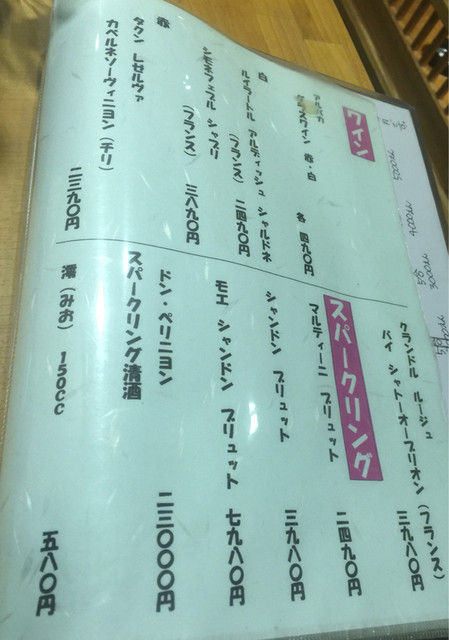 ワイン
アルパカ
グラスワイン 赤・白 各 四九〇円
白
ルイラトール アルディッシュ シャルドネ
(フランス) 二四九〇円
シモネフェブル シャブリ
(フランス) 三八九〇円
赤
タクン レゼルヴァ
カベルネソーヴィニヨン(チリ)
二三九〇円
クランドル ルージュ
バイ シャトーオーブリオン(フランス)
三九八〇円
スパークリング
マルティーニ ブリュット 二四九〇円
シャンドン ブリュット 三九八〇円
モエ シャンドン ブリュット 七九八〇円
ドン・ペリニヨン 二三〇〇〇円
スパークリング清酒
澪(みお) 150cc 五八〇円